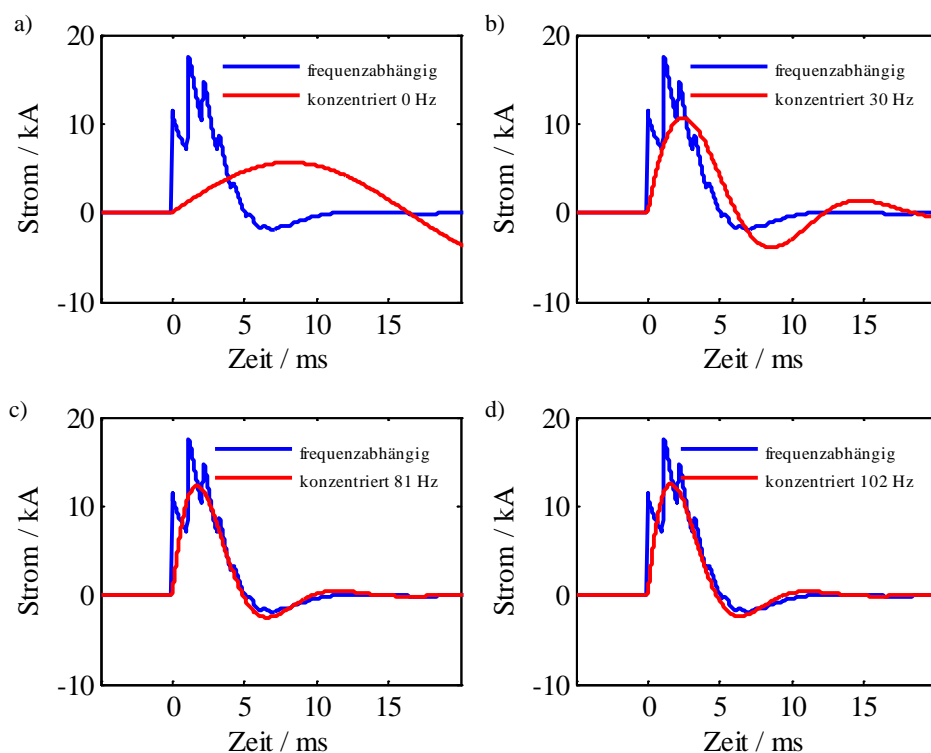 a)
20
10
0
-10
Strom / kA
frequenzabhängig
konzentriert 0 Hz
0 5 10 15
Zeit / ms
b)
20
10
0
-10
Strom / kA
frequenzabhängig
konzentriert 30 Hz
0 5 10 15
Zeit / ms
c)
20
10
0
-10
Strom / kA
frequenzabhängig
konzentriert 81 Hz
0 5 10 15
Zeit / ms
d)
20
10
0
-10
Strom / kA
frequenzabhängig
konzentriert 102 Hz
0 5 10 15
Zeit / ms